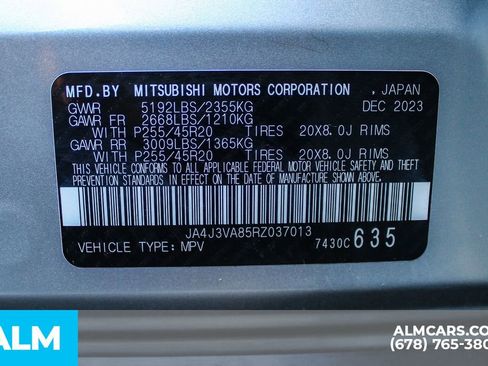 MFD.BY MITSUBISHI MOTORS CORPORATION , JAPAN
GVWR 5192LBS/2355KG DEC 2023
GAWR FR 2668LBS/1210KG
WITH P255/45R20 TIRES 20X8.0J RIMS
GAWR RR 3009LBS/1365KG
WITH P255/45R20 TIRES 20X8.0J RIMS
THIS VEHICLE CONFORMS TO ALL APPLICABLE FEDERAL MOTOR VEHICLE SAFETY AND THEFT
PREVENTION STANDARDS IN EFFECT ON THE DATE OF MANUFACTURE SHOWN ABOVE.
JA4J3VA85RZ037013
VEHICLE TYPE: MPV 7430C 635
ALM
ALMCARS.CO
(678) 765-380